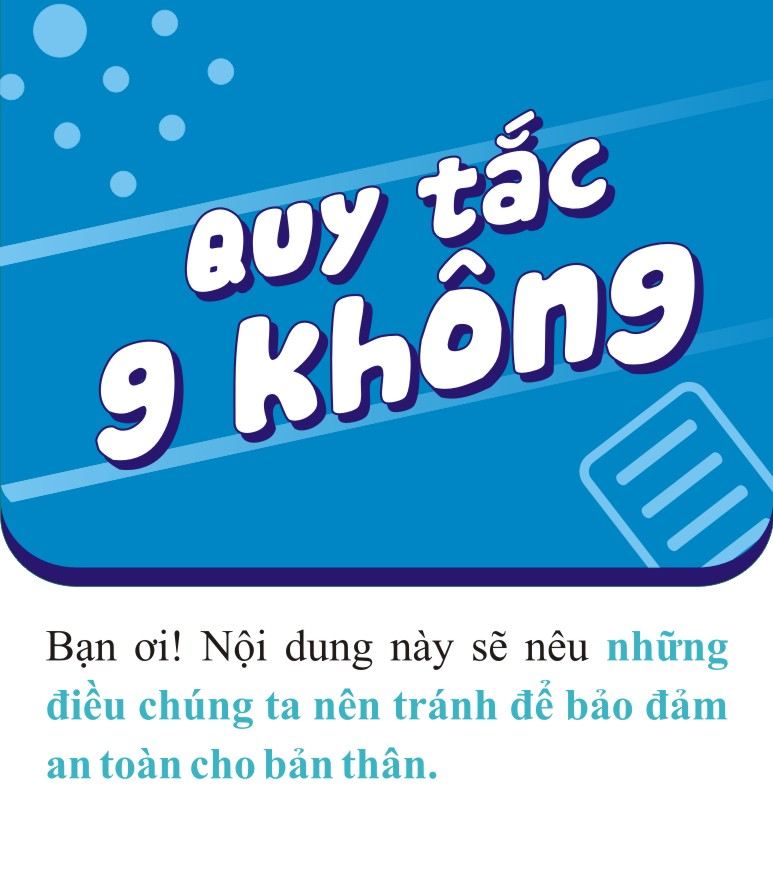 Quy tắc
9 Không
Bạn ơi! Nội dung này sẽ nêu những
điều chúng ta nên tránh để bảo đảm
an toàn cho bản thân.